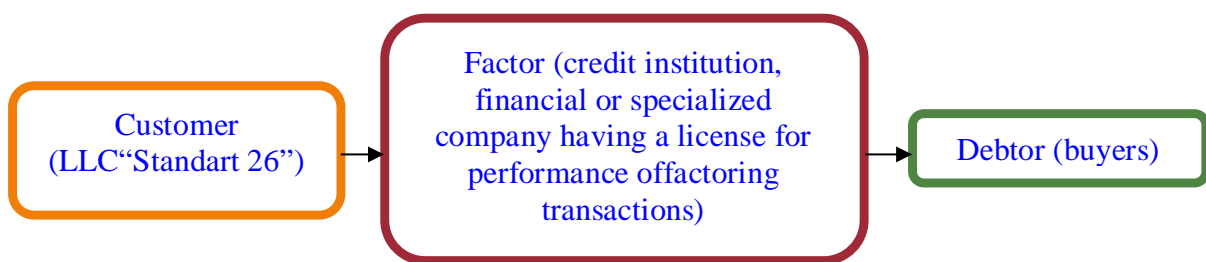 Customer
(LLC“Standart 26”)
Factor (credit institution,
financial or specialized
company having a license for
performance offactoring
transactions)
Debtor (buyers)